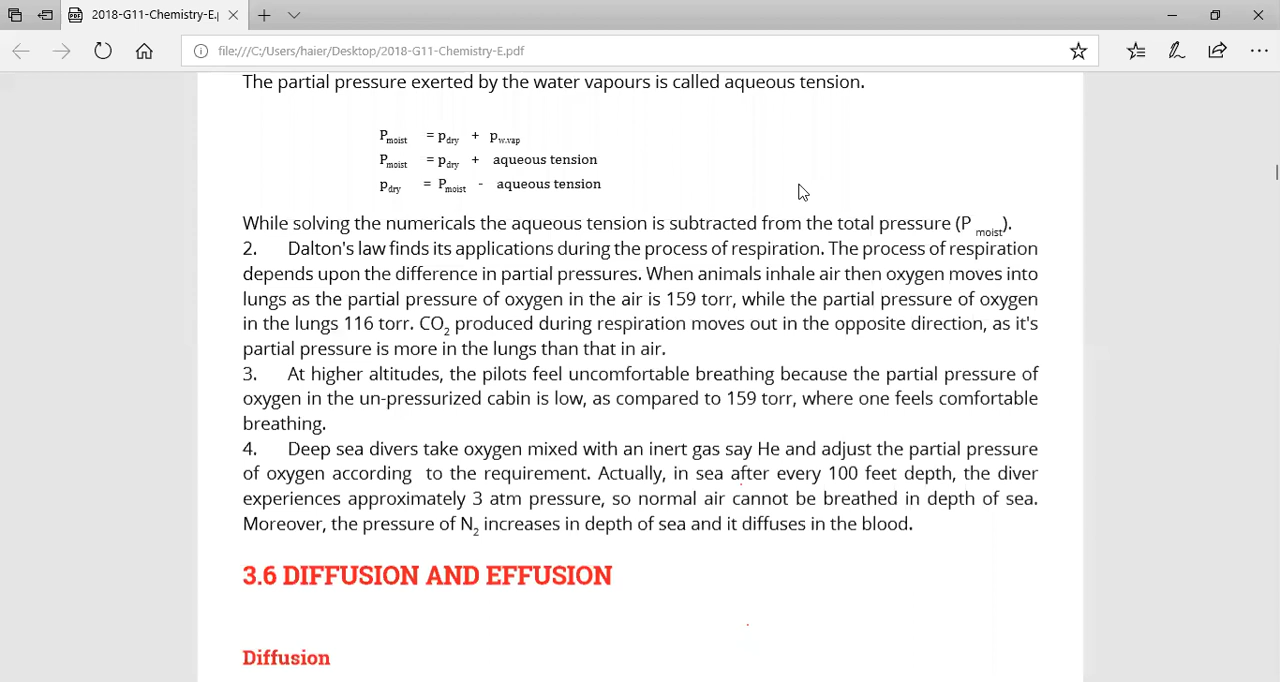 2018-G11-Chemistry-E.p
file:///C:/Users/haier/Desktop/2018-G11-Chemistry-E.pdf
The partial pressure exerted by the water vapours is called aqueous tension.
Pmoist = pdry + pw.vap
Pmoist = pdry + aqueous tension
pdry = Pmoist - aqueous tension
While solving the numericals the aqueous tension is subtracted from the total pressure (P moist).
2. Dalton's law finds its applications during the process of respiration. The process of respiration
depends upon the difference in partial pressures. When animals inhale air then oxygen moves into
lungs as the partial pressure of oxygen in the air is 159 torr, while the partial pressure of oxygen
in the lungs 116 torr. CO2 produced during respiration moves out in the opposite direction, as it's
partial pressure is more in the lungs than that in air.
3. At higher altitudes, the pilots feel uncomfortable breathing because the partial pressure of
oxygen in the un-pressurized cabin is low, as compared to 159 torr, where one feels comfortable
breathing.
4. Deep sea divers take oxygen mixed with an inert gas say He and adjust the partial pressure
of oxygen according to the requirement. Actually, in sea after every 100 feet depth, the diver
experiences approximately 3 atm pressure, so normal air cannot be breathed in depth of sea.
Moreover, the pressure of N2 increases in depth of sea and it diffuses in the blood.
3.6 DIFFUSION AND EFFUSION
Diffusion